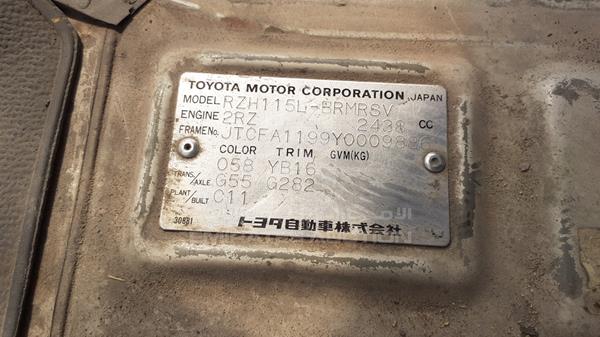 TOYOTA MOTOR CORPORATION JAPAN
MODEL RZH115L-BRMRSV
ENGINE 2RZ 2438 CC
FRAME No.
COLOR TRIM GVM(KG)
058 YB16
TRANS./AXLE G55 G282
PLANT/BUILT C11
30831
トヨタ自動車株式会社